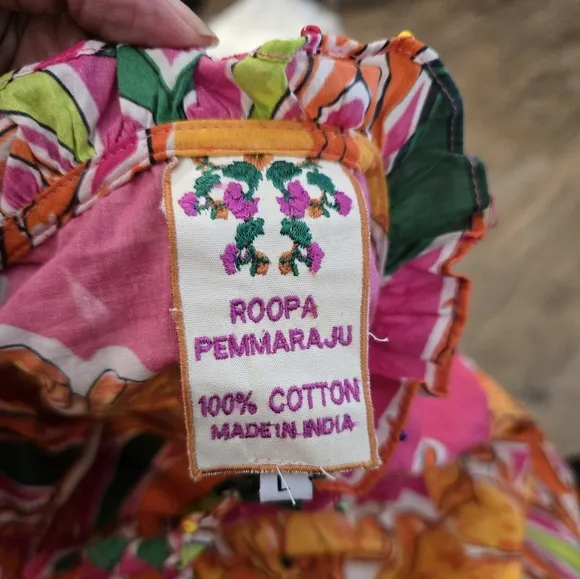 ROOPA
PEMMARAJU
100% COTTON
MADE IN INDIA